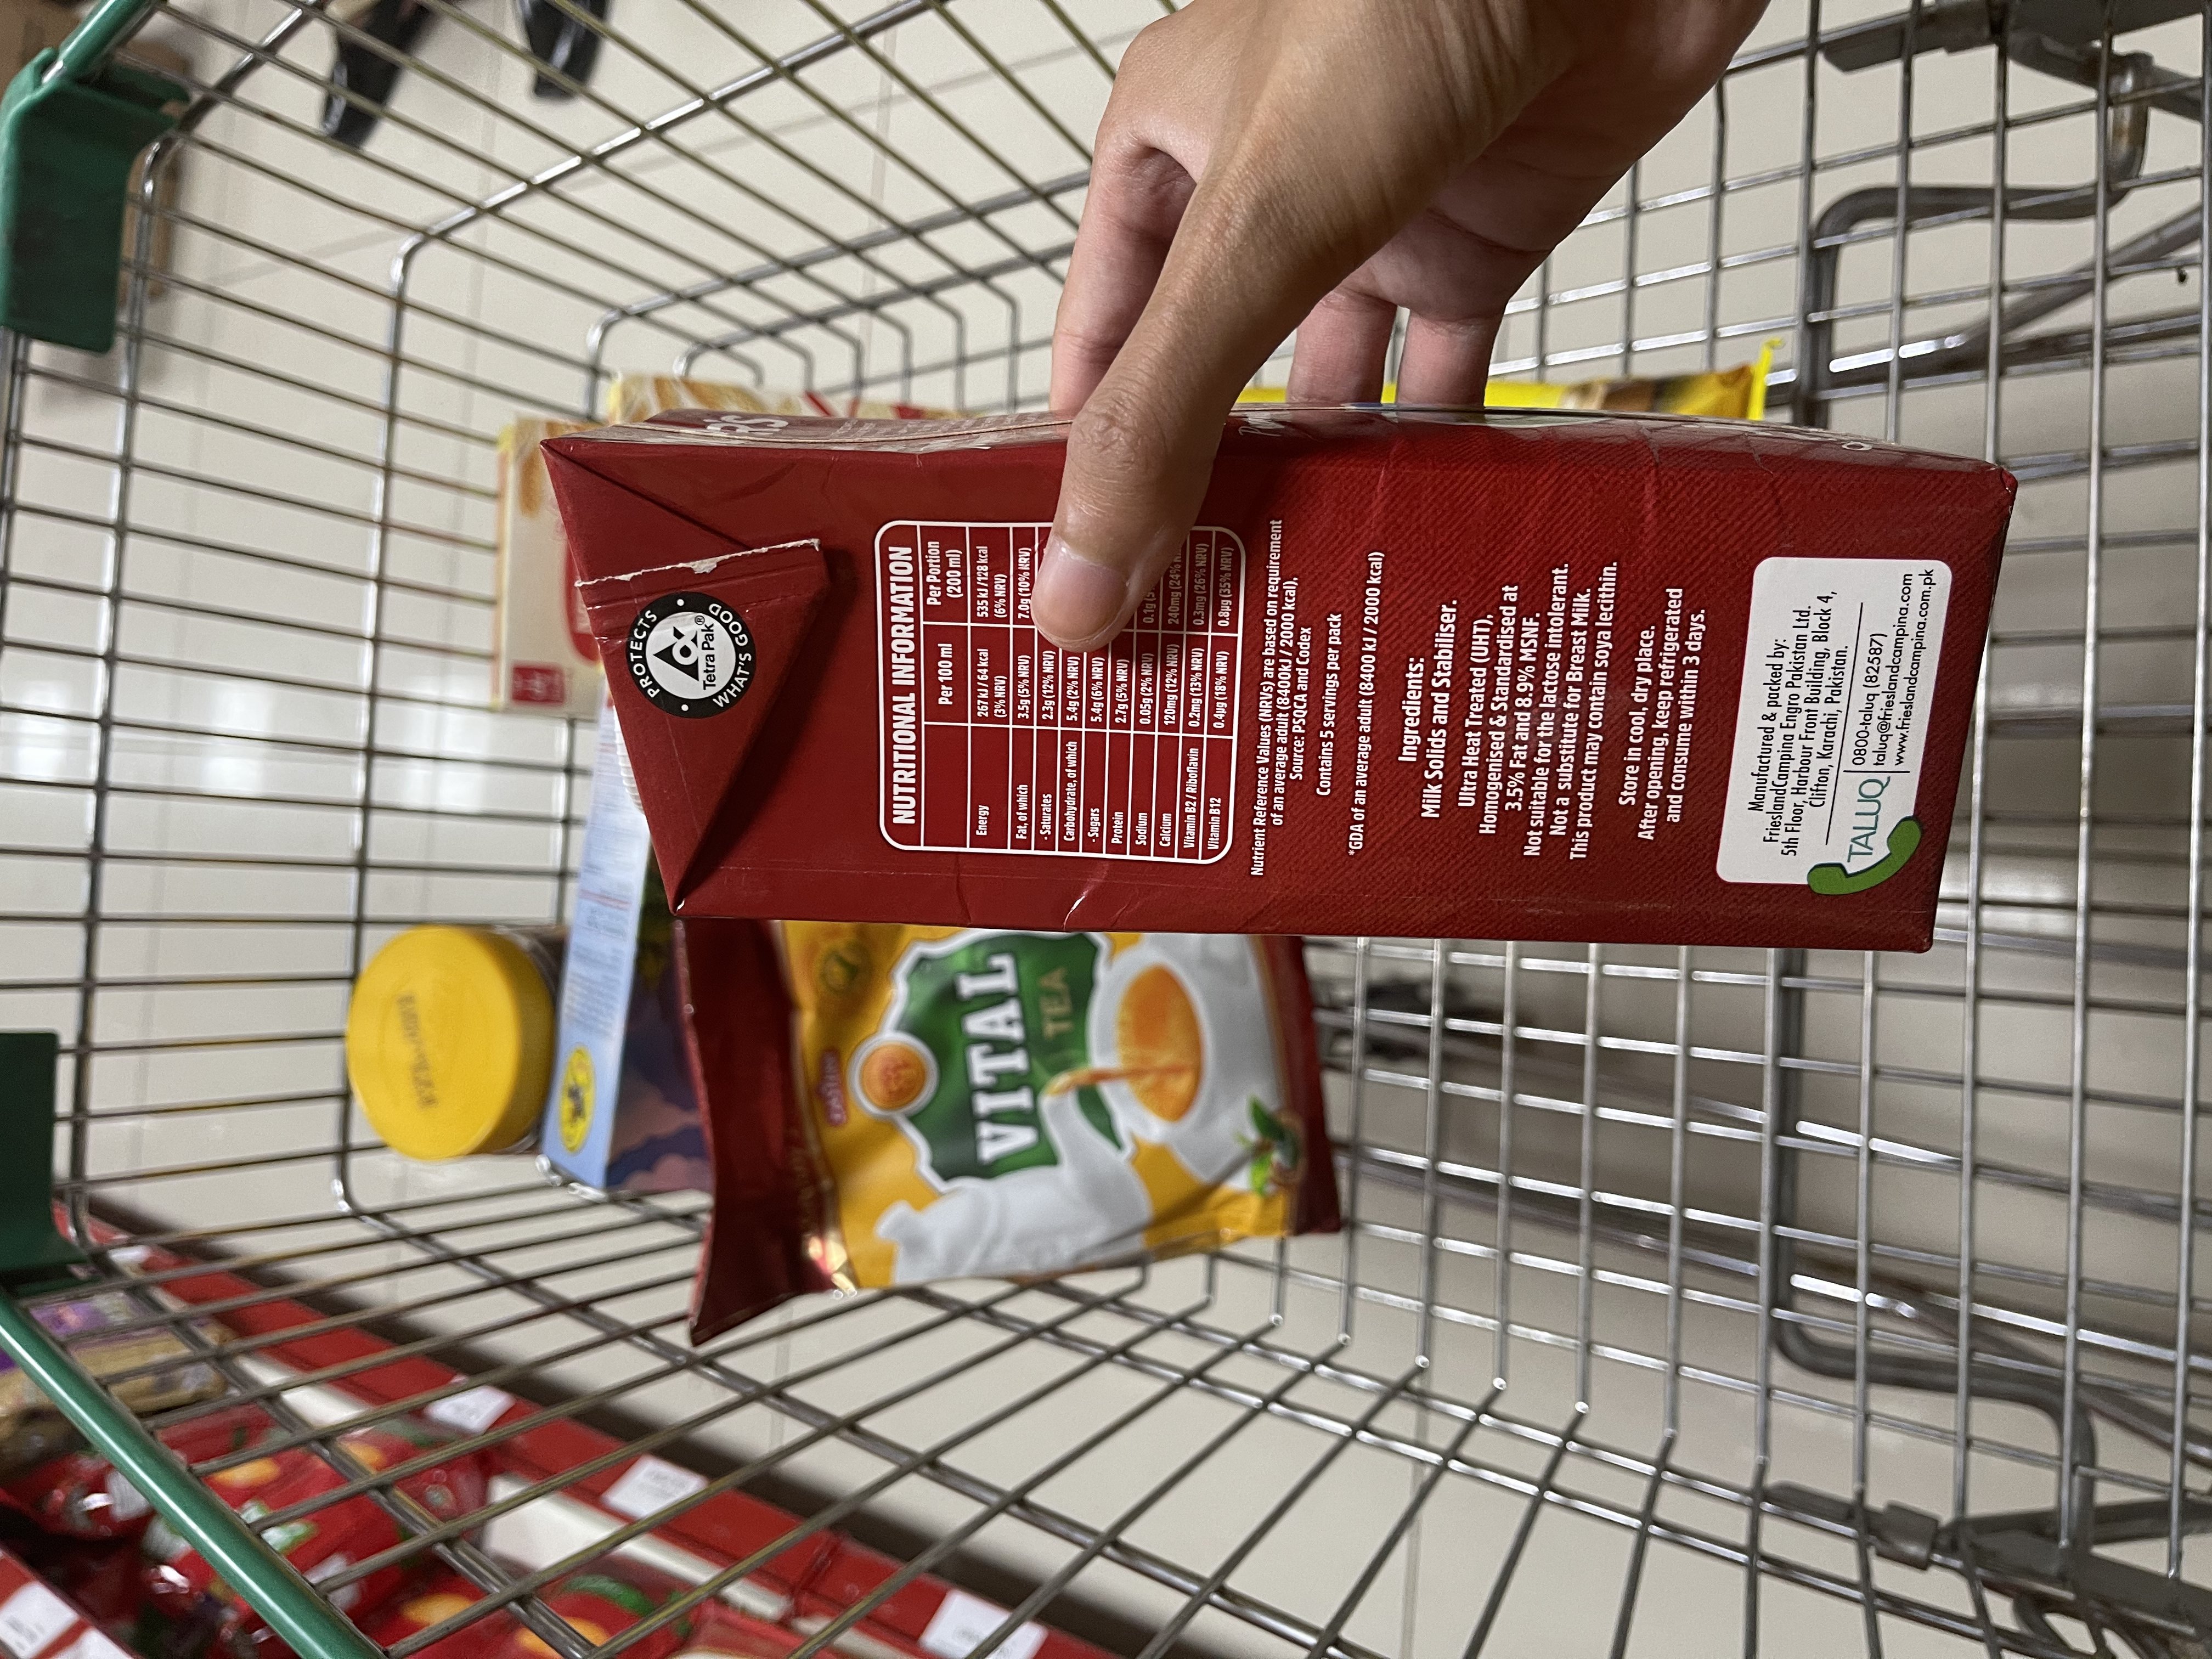 PROTECTS
Tetra Pak®
WHAT'S GOOD
VITAL
TEA
NUTRITIONAL INFORMATION
Per 100 ml
Per Portion
(200 ml)
Energy
267 kJ / 64 kcal
535 kJ /128 kcal
(3% NRV)
(6% NRV)
Fat, of which
3.5g (5% NRV)
7.0g (10% NRV)
- Saturates
2.3g (12% NRV)
Carbohydrate, of which
5.4g (2% NRV)
- Sugars
5.4g (6% NRV)
Protein
2.7g (5% NRV)
Sodium
0.05g (2% NRV)
0.1g (5
Calcium
120mg (12% NRV)
240mg (24%
Vitamin B2 / Riboflavin
0.2mg (13% NRV)
0.3mg (26% NRV)
Vitamin B12
0.4µg (18% NRV)
0.8µg (35% NRV)
Nutrient Reference Values (NRVs) are based on requirement
of an average adult (8400kJ / 2000 kcal),
Source: PSQCA and Codex
Contains 5 servings per pack
*GDA of an average adult (8400 kJ / 2000 kcal)
Ingredients:
Milk Solids and Stabiliser.
Ultra Heat Treated (UHT),
Homogenised & Standardised at
3.5% Fat and 8.9% MSNF.
Not suitable for the lactose intolerant.
Not a substitute for Breast Milk.
This product may contain soya lecithin.
Store in cool, dry place.
After opening, keep refrigerated
and consume within 3 days.
Manufactured & packed by:
FrieslandCampina Engro Pakistan Ltd.
5th Floor, Harbour Front Building, Block 4,
Clifton, Karachi, Pakistan.
TALUQ
0800-taluq (82587)
taluq@frieslandcampina.com
www.frieslandcampina.com.pk